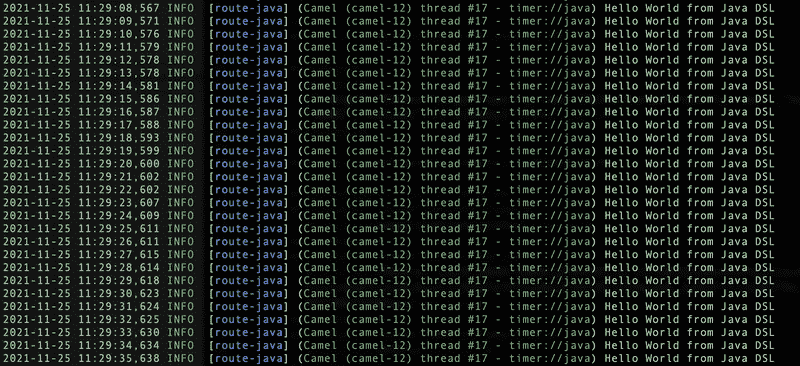 2021-11-25 11:29:08,567 INFO [route-java] (Camel (camel-12) thread #17 - timer://java) Hello World from Java DSL
2021-11-25 11:29:09,571 INFO [route-java] (Camel (camel-12) thread #17 - timer://java) Hello World from Java DSL
2021-11-25 11:29:10,576 INFO [route-java] (Camel (camel-12) thread #17 - timer://java) Hello World from Java DSL
2021-11-25 11:29:11,579 INFO [route-java] (Camel (camel-12) thread #17 - timer://java) Hello World from Java DSL
2021-11-25 11:29:12,578 INFO [route-java] (Camel (camel-12) thread #17 - timer://java) Hello World from Java DSL
2021-11-25 11:29:13,578 INFO [route-java] (Camel (camel-12) thread #17 - timer://java) Hello World from Java DSL
2021-11-25 11:29:14,581 INFO [route-java] (Camel (camel-12) thread #17 - timer://java) Hello World from Java DSL
2021-11-25 11:29:15,586 INFO [route-java] (Camel (camel-12) thread #17 - timer://java) Hello World from Java DSL
2021-11-25 11:29:16,587 INFO [route-java] (Camel (camel-12) thread #17 - timer://java) Hello World from Java DSL
2021-11-25 11:29:17,588 INFO [route-java] (Camel (camel-12) thread #17 - timer://java) Hello World from Java DSL
2021-11-25 11:29:18,593 INFO [route-java] (Camel (camel-12) thread #17 - timer://java) Hello World from Java DSL
2021-11-25 11:29:19,599 INFO [route-java] (Camel (camel-12) thread #17 - timer://java) Hello World from Java DSL
2021-11-25 11:29:20,600 INFO [route-java] (Camel (camel-12) thread #17 - timer://java) Hello World from Java DSL
2021-11-25 11:29:21,602 INFO [route-java] (Camel (camel-12) thread #17 - timer://java) Hello World from Java DSL
2021-11-25 11:29:22,602 INFO [route-java] (Camel (camel-12) thread #17 - timer://java) Hello World from Java DSL
2021-11-25 11:29:23,607 INFO [route-java] (Camel (camel-12) thread #17 - timer://java) Hello World from Java DSL
2021-11-25 11:29:24,609 INFO [route-java] (Camel (camel-12) thread #17 - timer://java) Hello World from Java DSL
2021-11-25 11:29:25,611 INFO [route-java] (Camel (camel-12) thread #17 - timer://java) Hello World from Java DSL
2021-11-25 11:29:26,611 INFO [route-java] (Camel (camel-12) thread #17 - timer://java) Hello World from Java DSL
2021-11-25 11:29:27,615 INFO [route-java] (Camel (camel-12) thread #17 - timer://java) Hello World from Java DSL
2021-11-25 11:29:28,614 INFO [route-java] (Camel (camel-12) thread #17 - timer://java) Hello World from Java DSL
2021-11-25 11:29:29,618 INFO [route-java] (Camel (camel-12) thread #17 - timer://java) Hello World from Java DSL
2021-11-25 11:29:30,623 INFO [route-java] (Camel (camel-12) thread #17 - timer://java) Hello World from Java DSL
2021-11-25 11:29:31,624 INFO [route-java] (Camel (camel-12) thread #17 - timer://java) Hello World from Java DSL
2021-11-25 11:29:32,625 INFO [route-java] (Camel (camel-12) thread #17 - timer://java) Hello World from Java DSL
2021-11-25 11:29:33,630 INFO [route-java] (Camel (camel-12) thread #17 - timer://java) Hello World from Java DSL
2021-11-25 11:29:34,634 INFO [route-java] (Camel (camel-12) thread #17 - timer://java) Hello World from Java DSL
2021-11-25 11:29:35,638 INFO [route-java] (Camel (camel-12) thread #17 - timer://java) Hello World from Java DSL